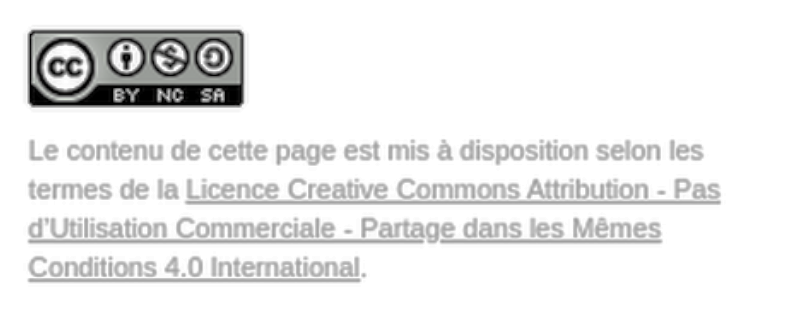 cc
BY NC SA
Le contenu de cette page est mis à disposition selon les
termes de la Licence Creative Commons Attribution - Pas
d’Utilisation Commerciale - Partage dans les Mêmes
Conditions 4.0 International.